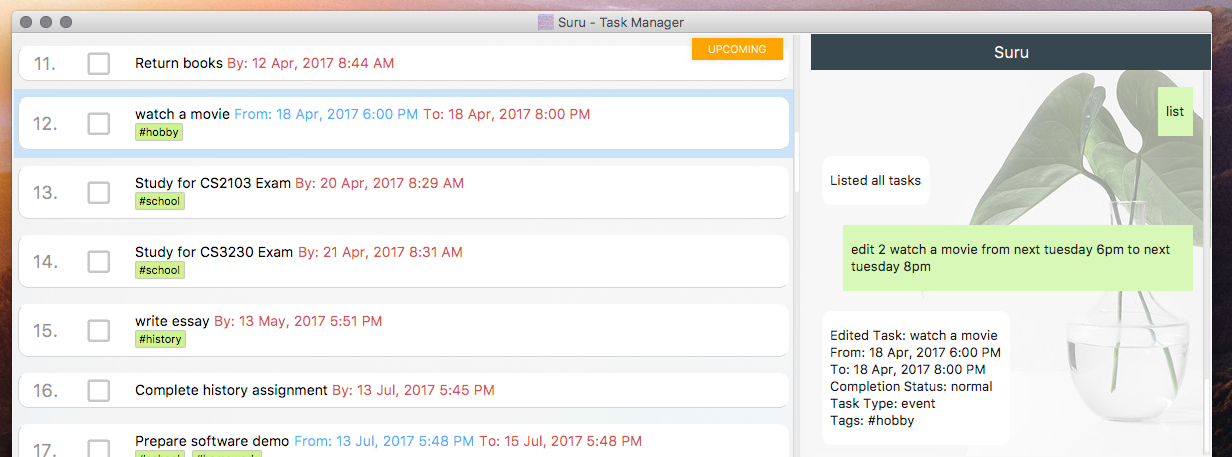 Suru - Task Manager
UPCOMING
11. Return books By: 12 Apr, 2017 8:44 AM
12. watch a movie From: 18 Apr, 2017 6:00 PM To: 18 Apr, 2017 8:00 PM
#hobby
13. Study for CS2103 Exam By: 20 Apr, 2017 8:29 AM
#school
14. Study for CS3230 Exam By: 21 Apr, 2017 8:31 AM
#school
15. write essay By: 13 May, 2017 5:51 PM
#history
16. Complete history assignment By: 13 Jul, 2017 5:45 PM
17. Prepare software demo From: 13 Jul, 2017 5:48 PM To: 15 Jul, 2017 5:48 PM
Suru
list
Listed all tasks
edit 2 watch a movie from next tuesday 6pm to next
tuesday 8pm
Edited Task: watch a movie
From: 18 Apr, 2017 6:00 PM
To: 18 Apr, 2017 8:00 PM
Completion Status: normal
Task Type: event
Tags: #hobby